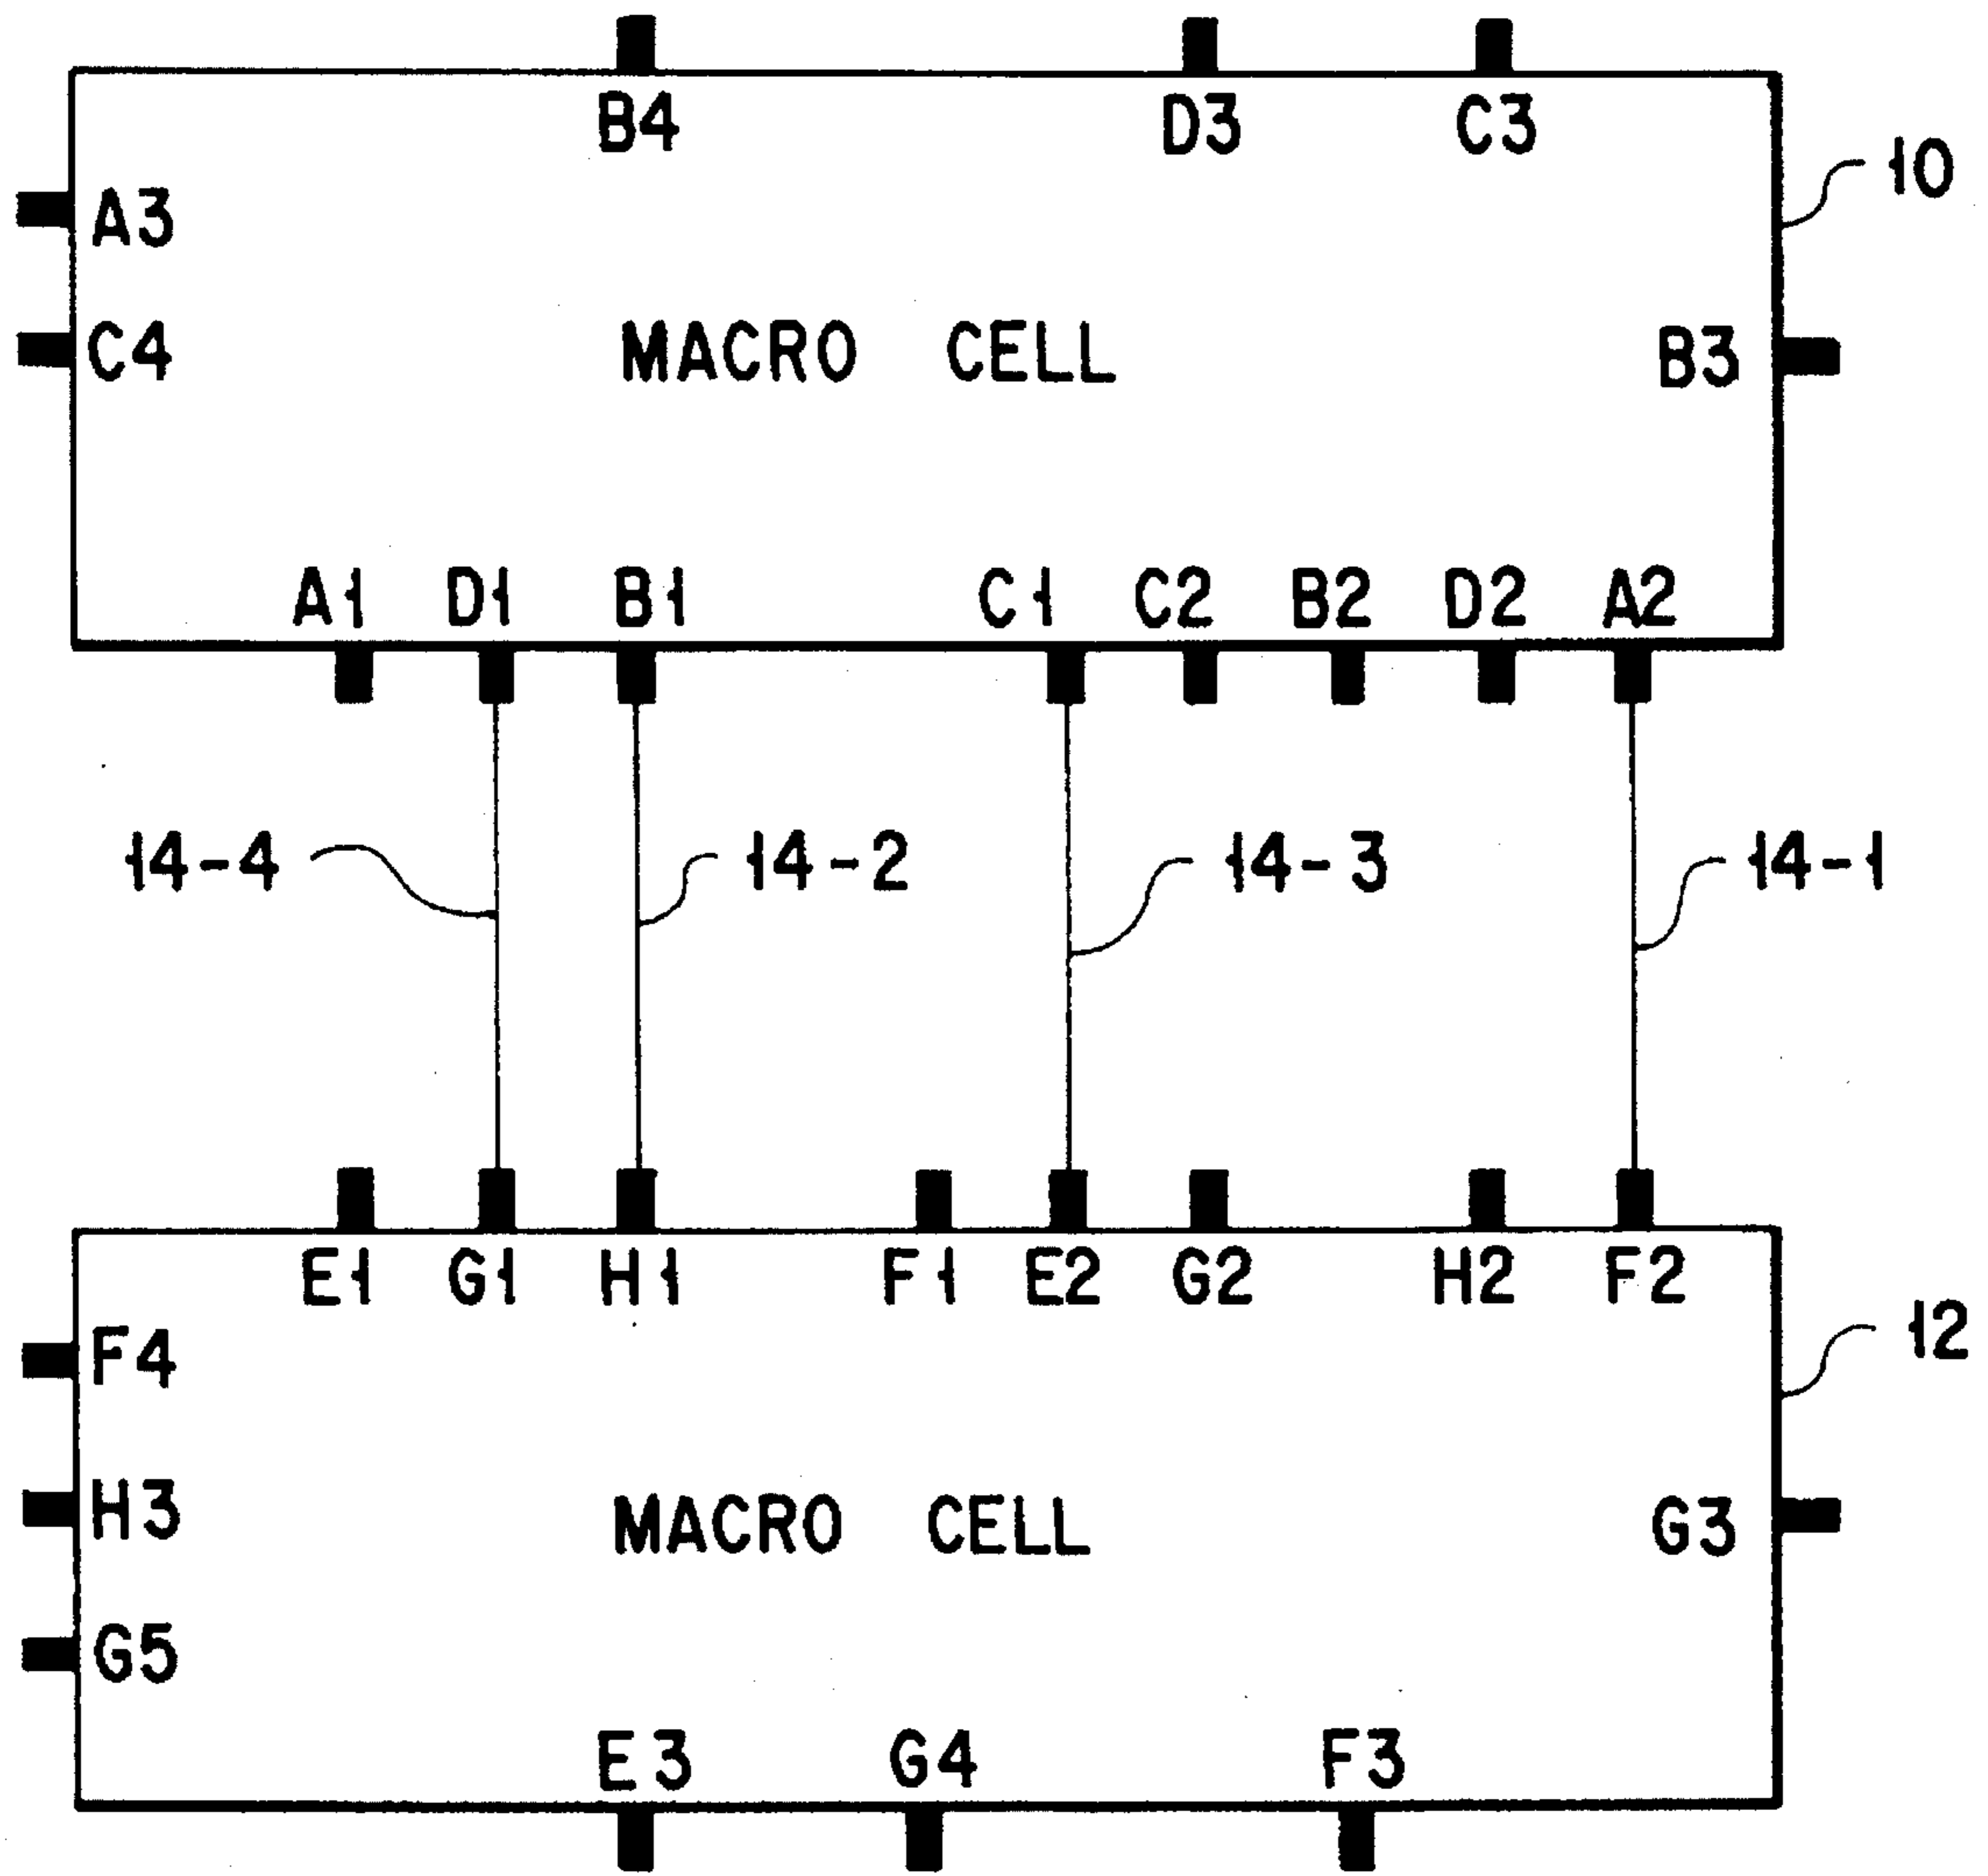 B4 D3 C3
10
A3
C4 MACRO CELL B3
A1 D1 B1 C1 C2 B2 D2 A2
14-4 14-2 14-3 14-1
E1 G1 H1 F1 E2 G2 H2 F2
12
F4
H3 MACRO CELL G3
G5
E3 G4 F3